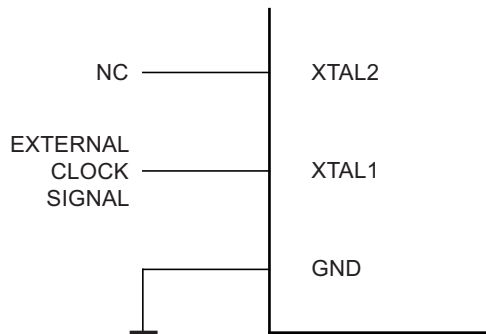 NC
XTAL2
EXTERNAL
CLOCK
SIGNAL
XTAL1
GND